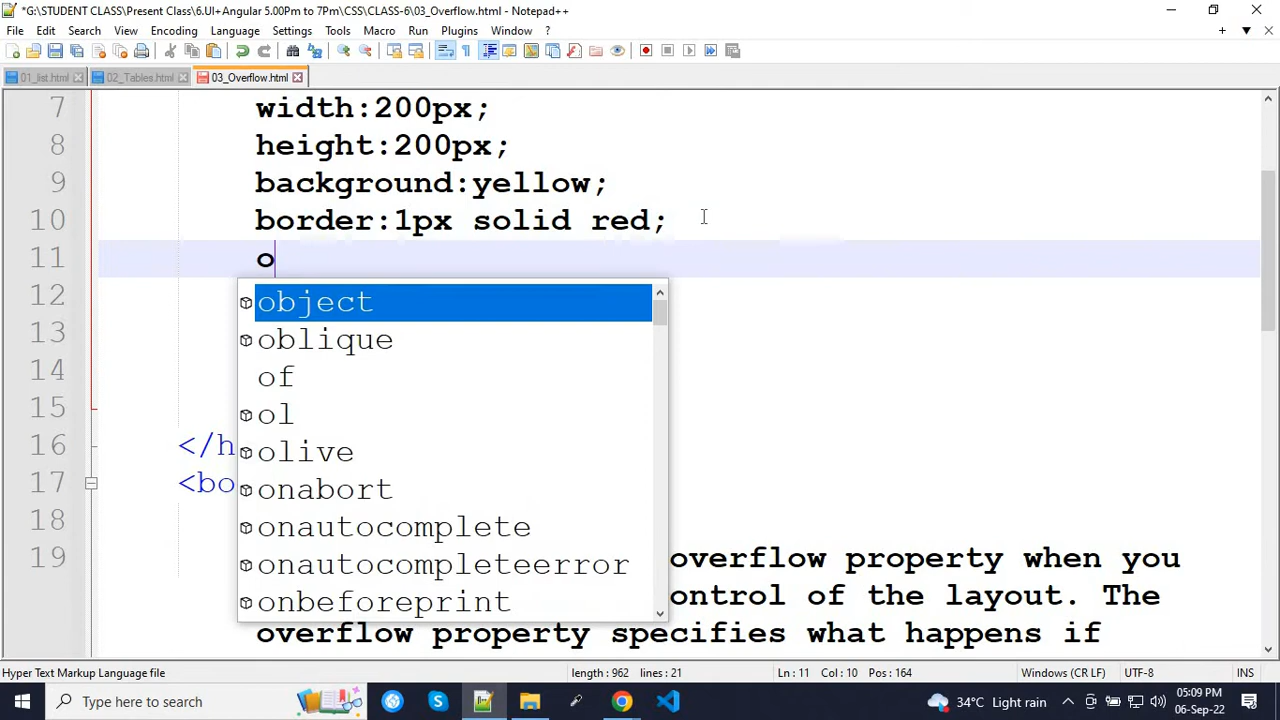 *G:\STUDENT CLASS\Present Class\6.UI+Angular 5.00Pm to 7Pm\CSS\CLASS-6\03_Overflow.html - Notepad++
File Edit Search View Encoding Language Settings Tools Macro Run Plugins Window ?
01_list.html 02_Tables.html 03_Overflow.html
7 width:200px;
8 height:200px;
9 background:yellow;
10 border:1px solid red;
11 o
12 object
13 oblique
14 of
15 ol
16 </h olive
17 <bo onabort
18 onautocomplete
19 onautocompleteerror overflow property when you
onbeforeprint ontrol of the layout. The
overflow property specifies what happens if
Hyper Text Markup Language file length : 962 lines : 21 Ln : 11 Col : 10 Pos : 164 Windows (CR LF) UTF-8 INS
Type here to search 34°C Light rain 05:09 PM
06-Sep-22